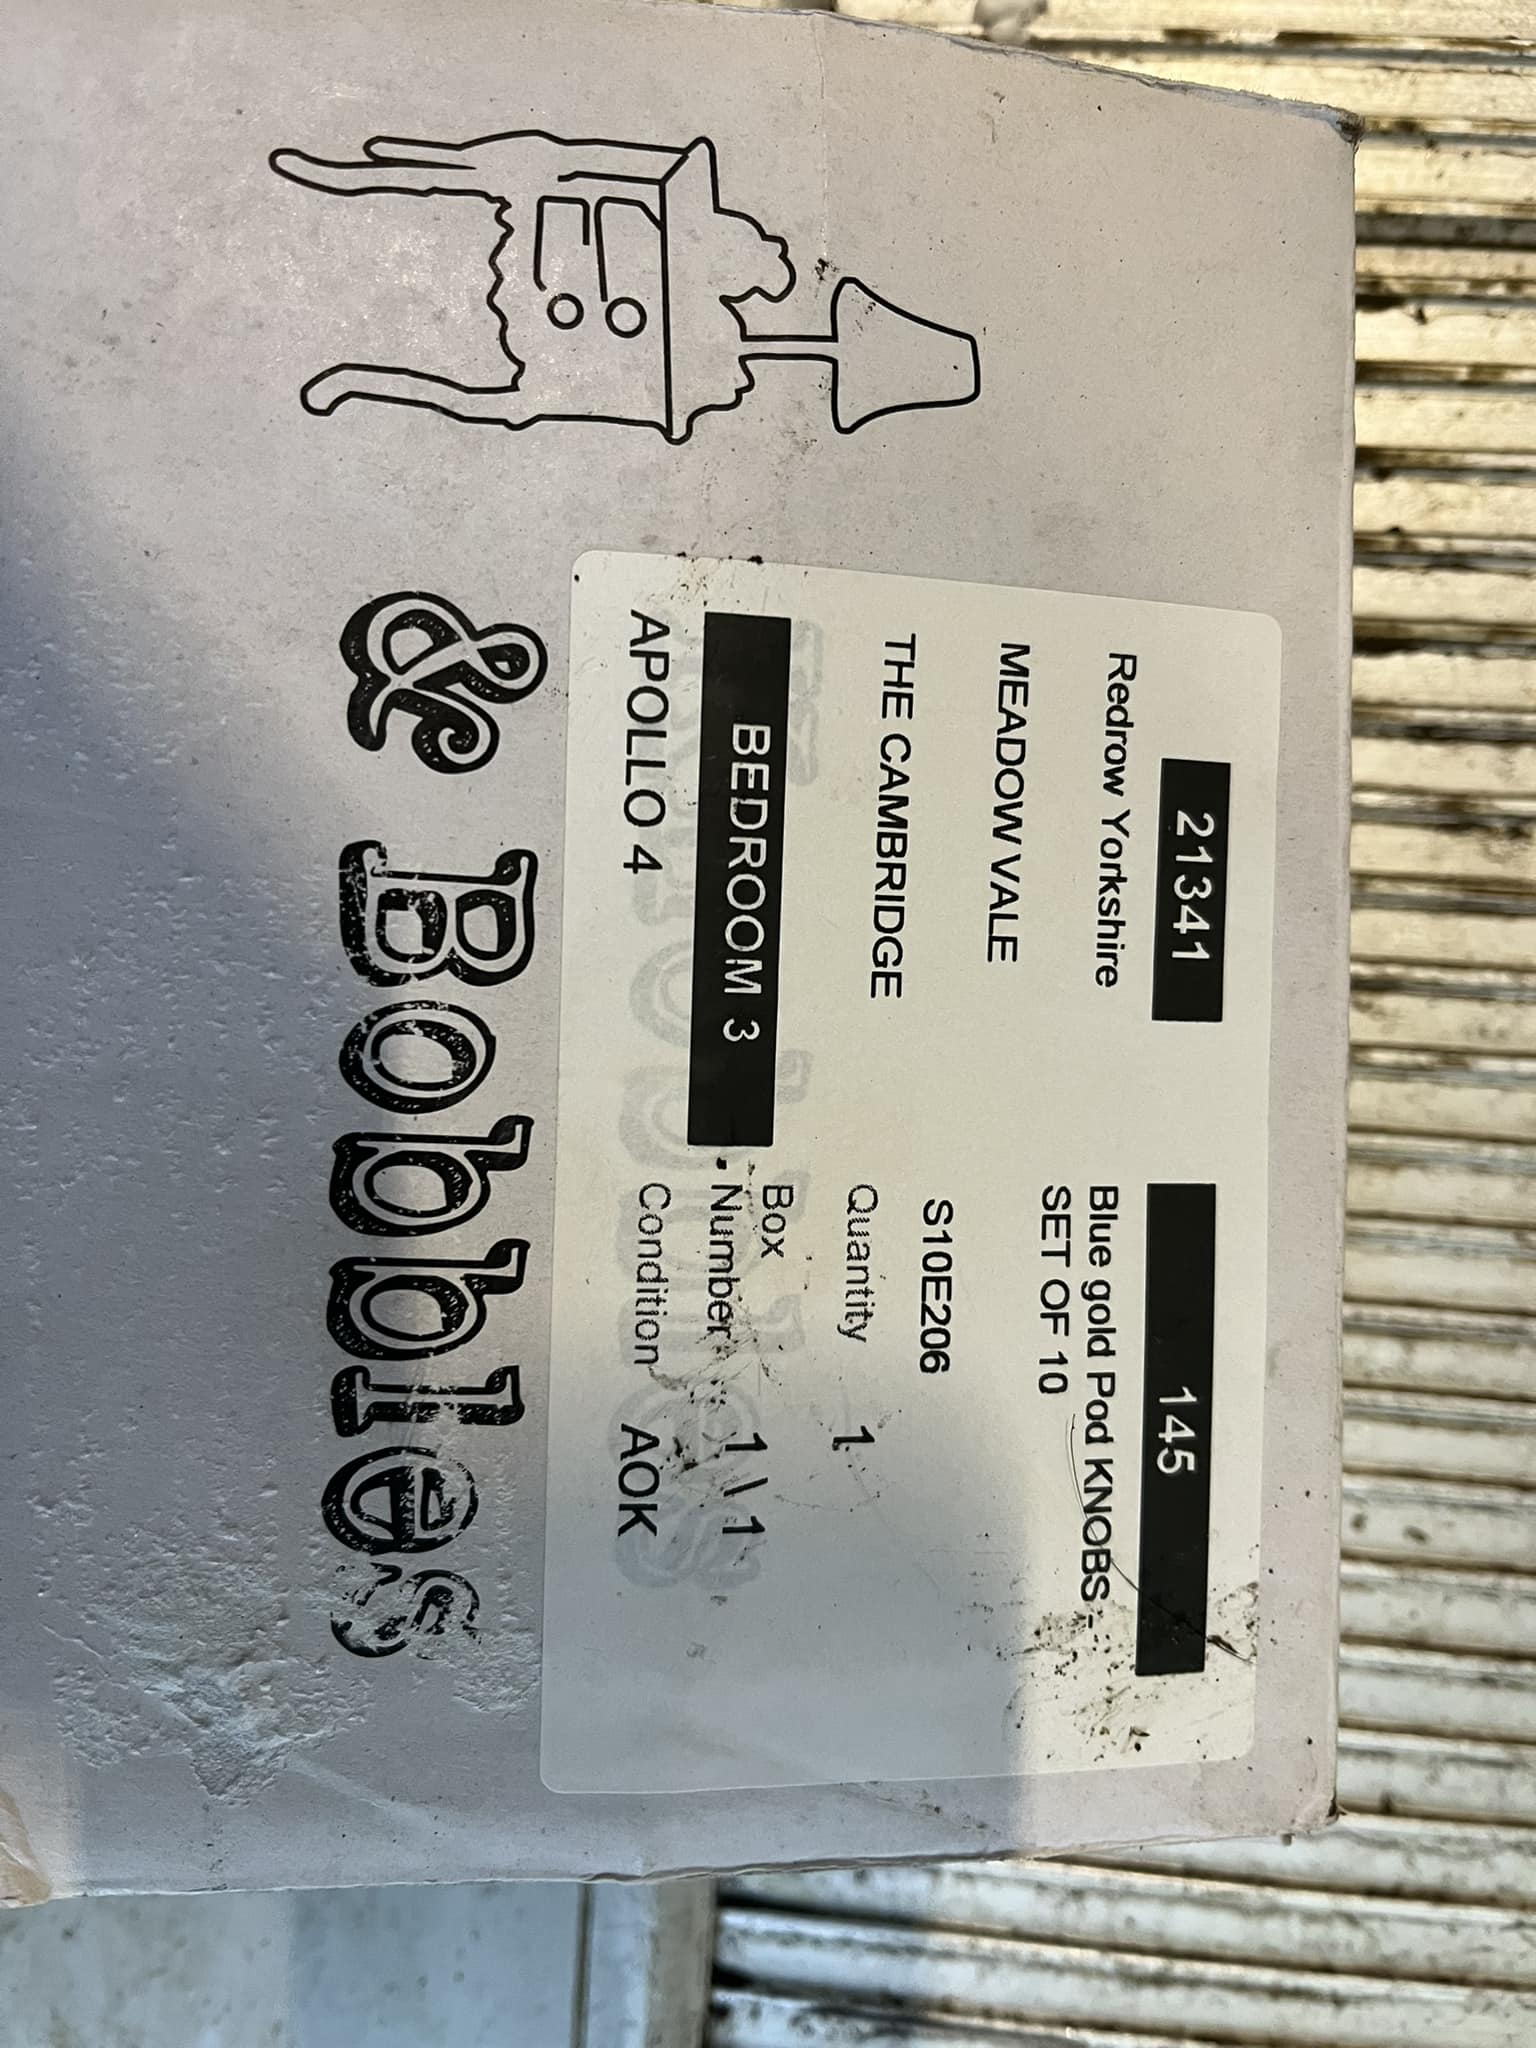 21341
Redrow Yorkshire
MEADOW VALE
THE CAMBRIDGE
BEDROOM 3
APOLLO 4
145
Blue gold Pod KNOBS -
SET OF 10
S10E206
Quantity 1
Box
Number 1 \ 1
Condition AOK
& Bobbles